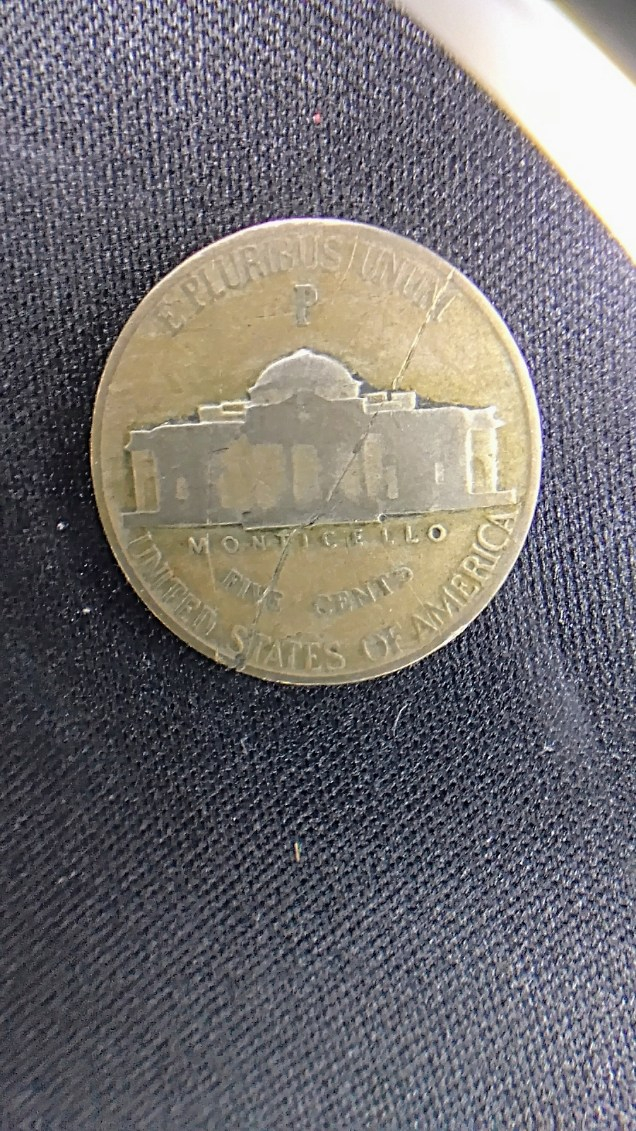 E PLURIBUS UNUM
P
MONTICELLO
FIVE CENTS
UNITED STATES OF AMERICA